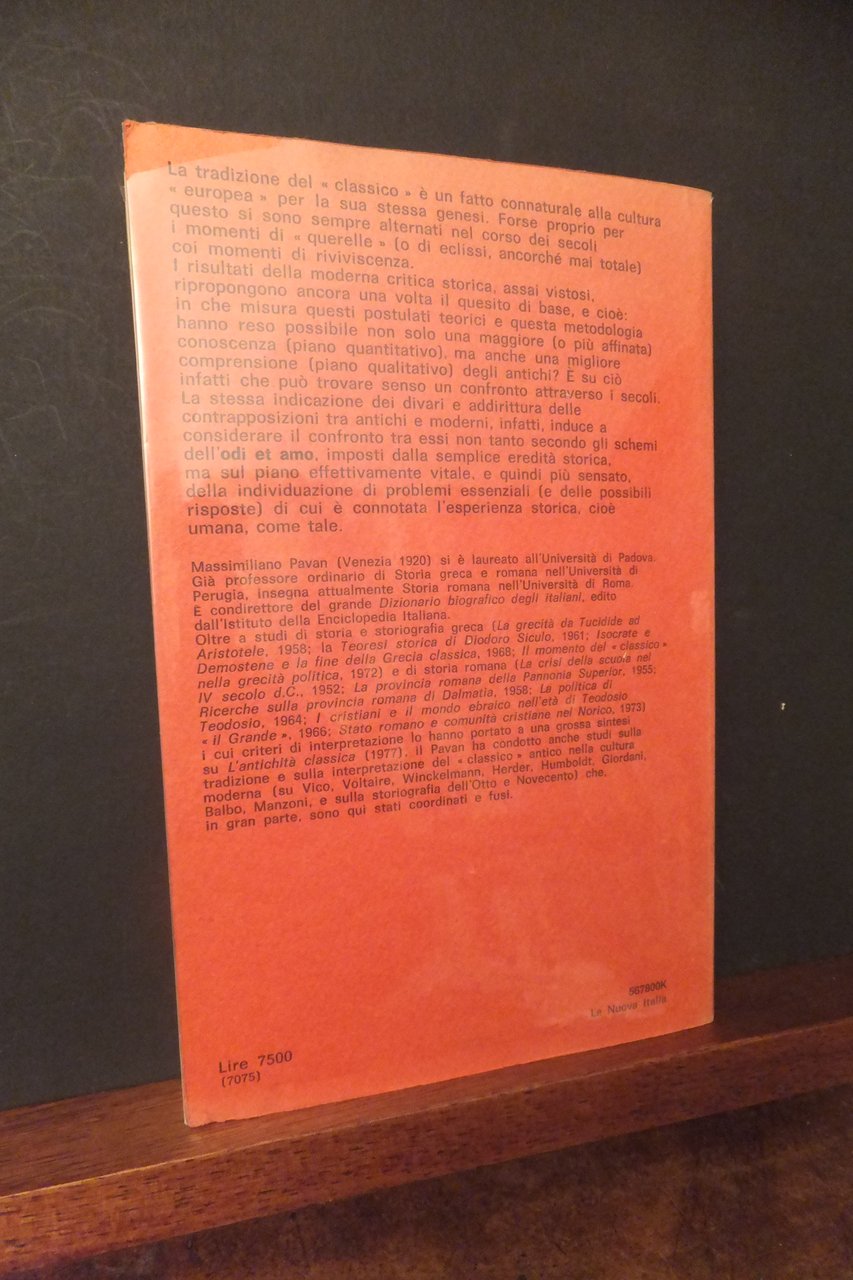 La tradizione del « classico » è un fatto connaturale alla cultura
« europea » per la sua stessa genesi. Forse proprio per
questo si sono sempre alternati nel corso dei secoli
i momenti di « querelle » (o di eclissi, ancorché mai totale)
coi momenti di riviviscenza.
I risultati della moderna critica storica, assai vistosi,
ripropongono ancora una volta il quesito di base, e cioè:
in che misura questi postulati teorici e questa metodologia
hanno reso possibile non solo una maggiore (o più affinata)
conoscenza (piano quantitativo), ma anche una migliore
comprensione (piano qualitativo) degli antichi? È su ciò
infatti che può trovare senso un confronto attraverso i secoli.
La stessa indicazione dei divari e addirittura delle
contrapposizioni tra antichi e moderni, infatti, induce a
considerare il confronto tra essi non tanto secondo gli schemi
dell'odi et amo, imposti dalla semplice eredità storica,
ma sul piano effettivamente vitale, e quindi più sensato,
della individuazione di problemi essenziali (e delle possibili
risposte) di cui è connotata l'esperienza storica, cioè
umana, come tale.
Massimiliano Pavan (Venezia 1920) si è laureato all'Università di Padova.
Già professore ordinario di Storia greca e romana nell'Università di
Perugia, insegna attualmente Storia romana nell'Università di Roma.
È condirettore del grande Dizionario biografico degli italiani, edito
dall'Istituto della Enciclopedia Italiana.
Oltre a studi di storia e storiografia greca (La grecità da Tucidide ad
Aristotele, 1958; la Teoresi storica di Diodoro Siculo, 1961; Isocrate e
Demostene e la fine della Grecia classica, 1968; Il momento del « classico »
nella grecità politica, 1972) e di storia romana (La crisi della scuola nel
IV secolo d.C., 1952; La provincia romana della Pannonia Superior, 1955;
Ricerche sulla provincia romana di Dalmatia, 1958; La politica di
Teodosio, 1964; I cristiani e il mondo ebraico nell'età di Teodosio
« il Grande », 1966; Stato romano e comunità cristiane nel Norico, 1973)
i cui criteri di interpretazione lo hanno portato a una grossa sintesi
su L'antichità classica (1977), il Pavan ha condotto anche studi sulla
tradizione e sulla interpretazione del « classico » antico nella cultura
moderna (su Vico, Voltaire, Winckelmann, Herder, Humboldt, Giordani,
Balbo, Manzoni, e sulla storiografia dell'Otto e Novecento) che,
in gran parte, sono qui stati coordinati e fusi.
567800K
La Nuova Italia
Lire 7500
(7075)